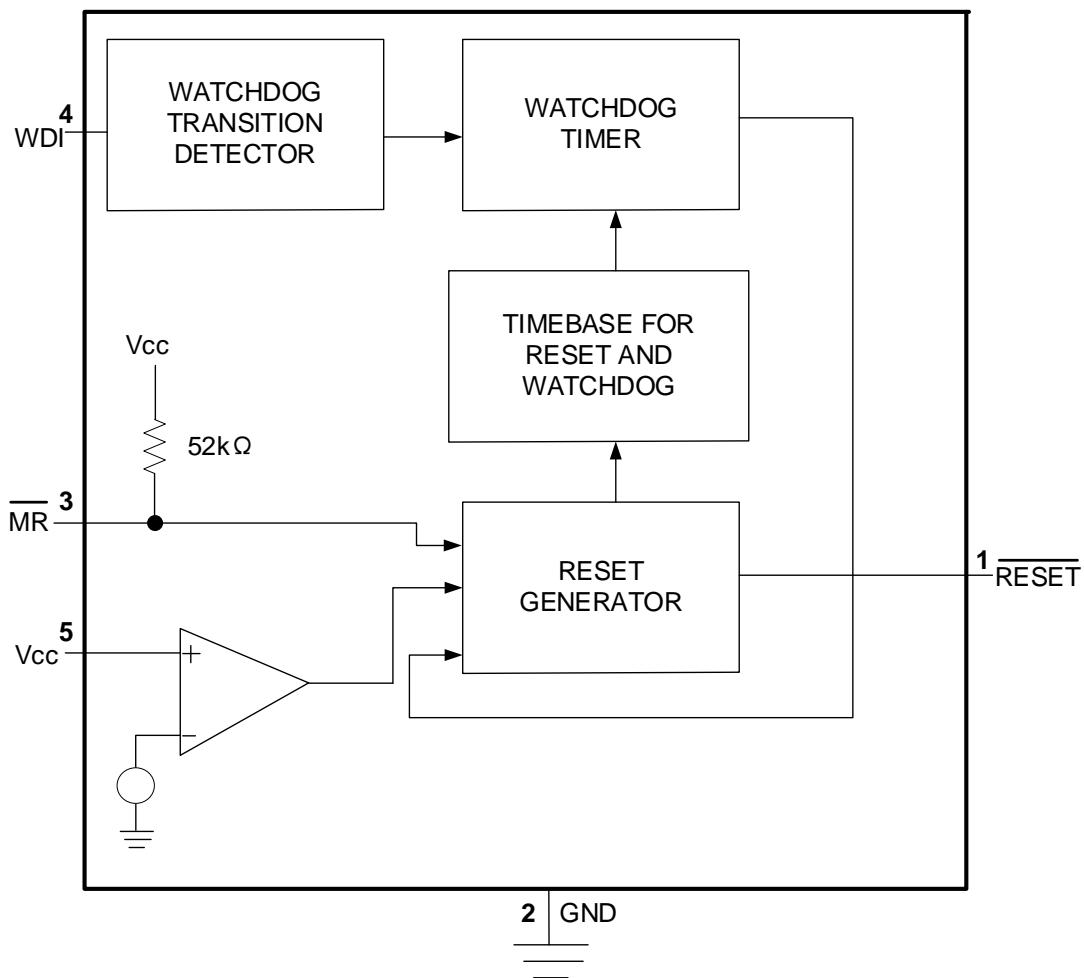 WATCHDOG
TRANSITION
DETECTOR
WATCHDOG
TIMER
4
WDI
TIMEBASE FOR
RESET AND
WATCHDOG
Vcc
52kΩ
3
MR
RESET
GENERATOR
1
RESET
5
Vcc
+
−
2 GND